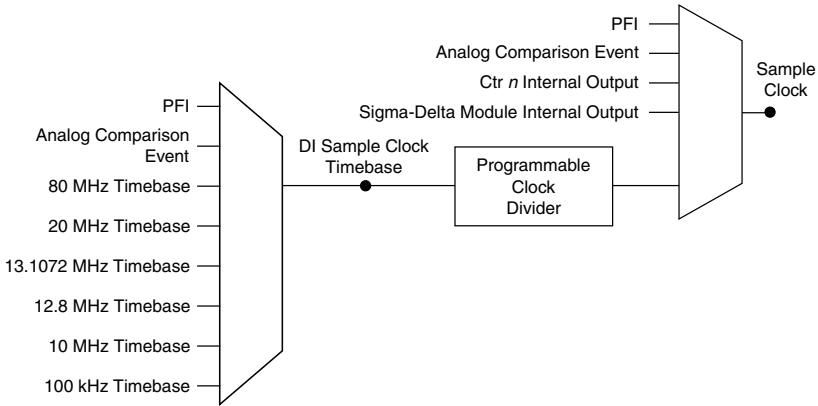 PFI
Analog Comparison Event
Ctr n Internal Output
Sigma-Delta Module Internal Output
Sample
Clock
PFI
Analog Comparison
Event
80 MHz Timebase
20 MHz Timebase
13.1072 MHz Timebase
12.8 MHz Timebase
10 MHz Timebase
100 kHz Timebase
DI Sample Clock
Timebase
Programmable
Clock
Divider